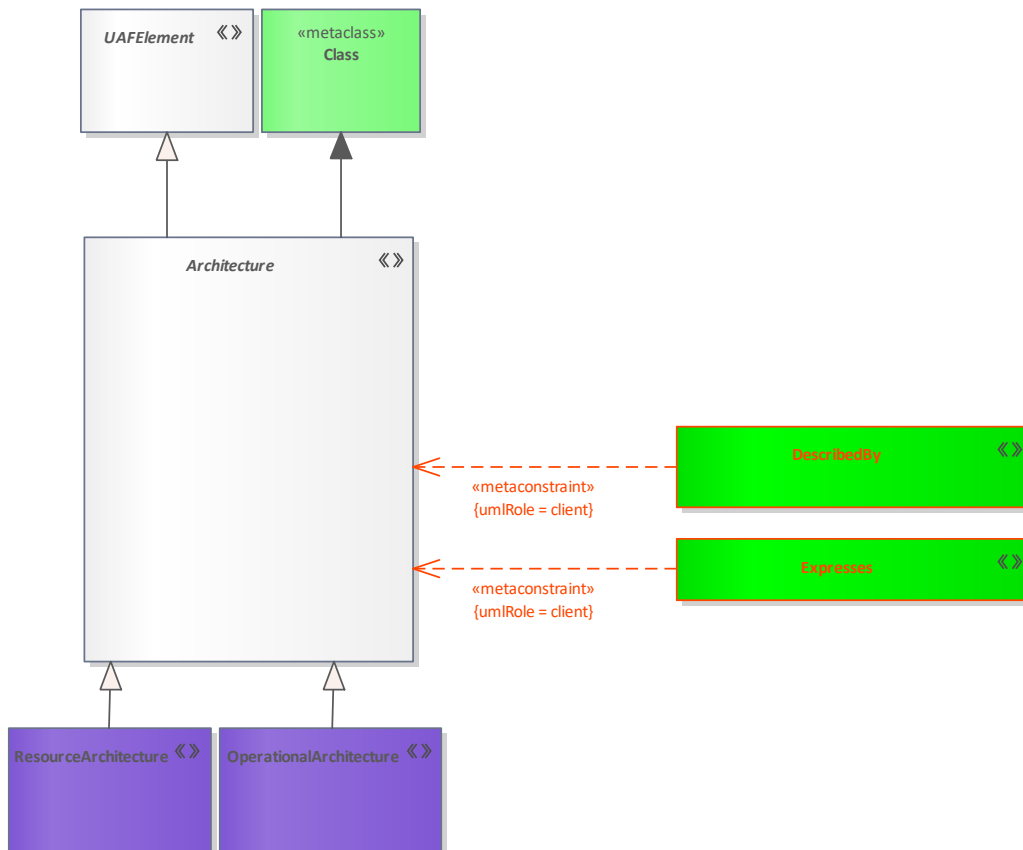 UAFElement «»
«metaclass»
Class
Architecture «»
DescribedBy «»
«metaconstraint»
{umlRole = client}
Expresses «»
«metaconstraint»
{umlRole = client}
ResourceArchitecture «»
OperationalArchitecture «»